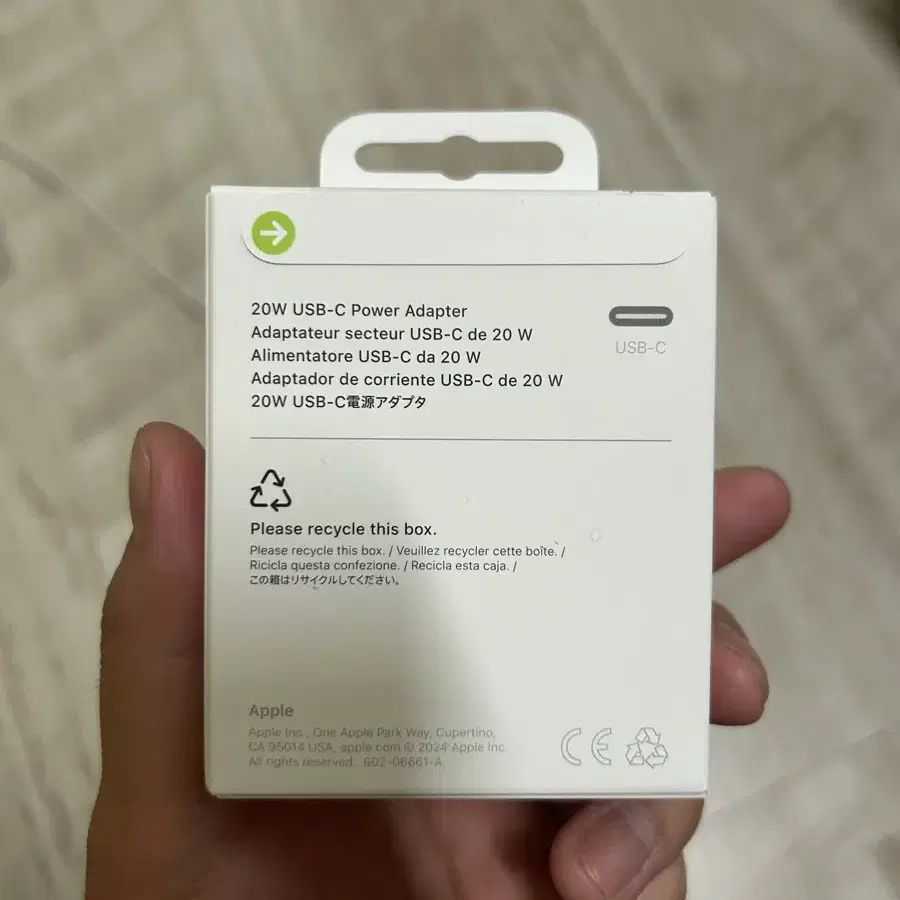 20W USB-C Power Adapter
Adaptateur secteur USB-C de 20 W
Alimentatore USB-C da 20 W
Adaptador de corriente USB-C de 20 W
20W USB-C電源アダプタ
USB-C
Please recycle this box.
Please recycle this box. / Veuillez recycler cette boîte. /
Ricicla questa confezione. / Recicla esta caja. /
この箱はリサイクルしてください。
Apple
Apple Inc., One Apple Park Way, Cupertino,
CA 95014 USA. apple.com © 2024 Apple Inc.
All rights reserved. 602-06661-A
CE